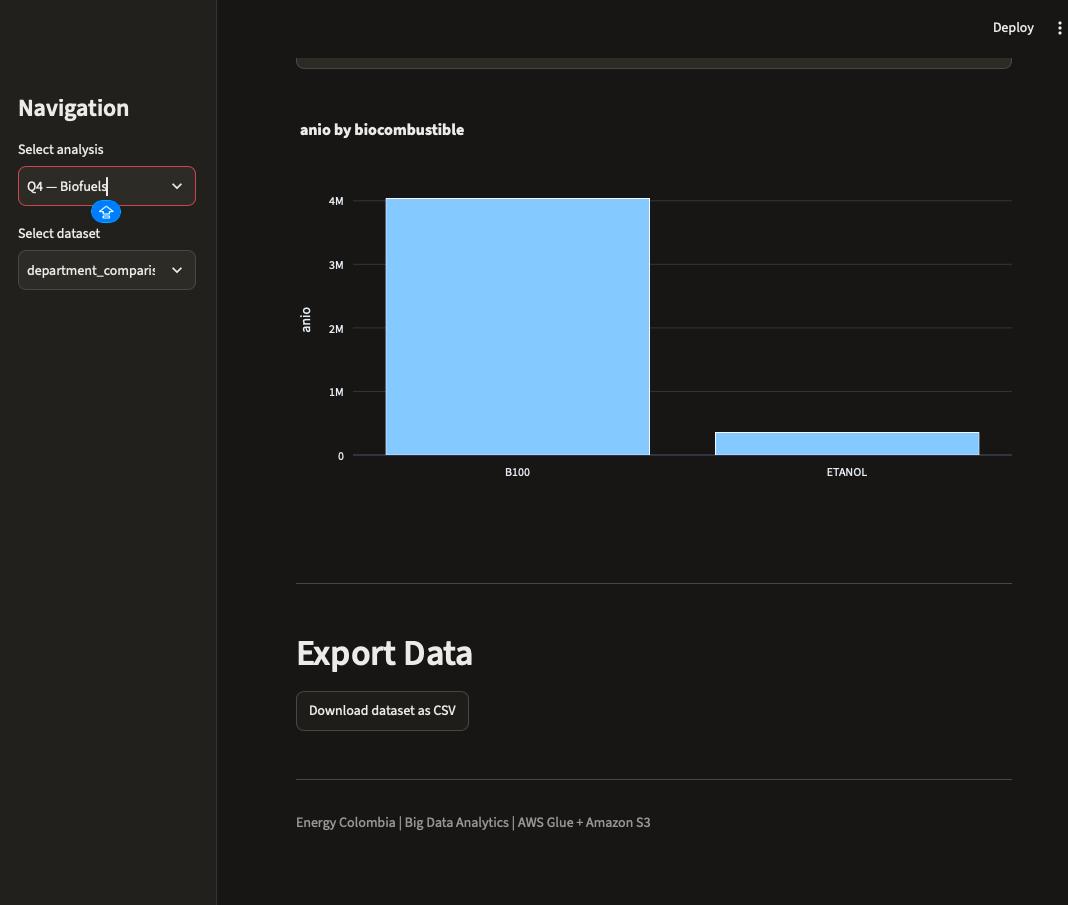 Deploy
Navigation
Select analysis
Q4 — Biofuels
Select dataset
department_comparis
anio by biocombustible
anio
4M
3M
2M
1M
0
B100
ETANOL
Export Data
Download dataset as CSV
Energy Colombia | Big Data Analytics | AWS Glue + Amazon S3